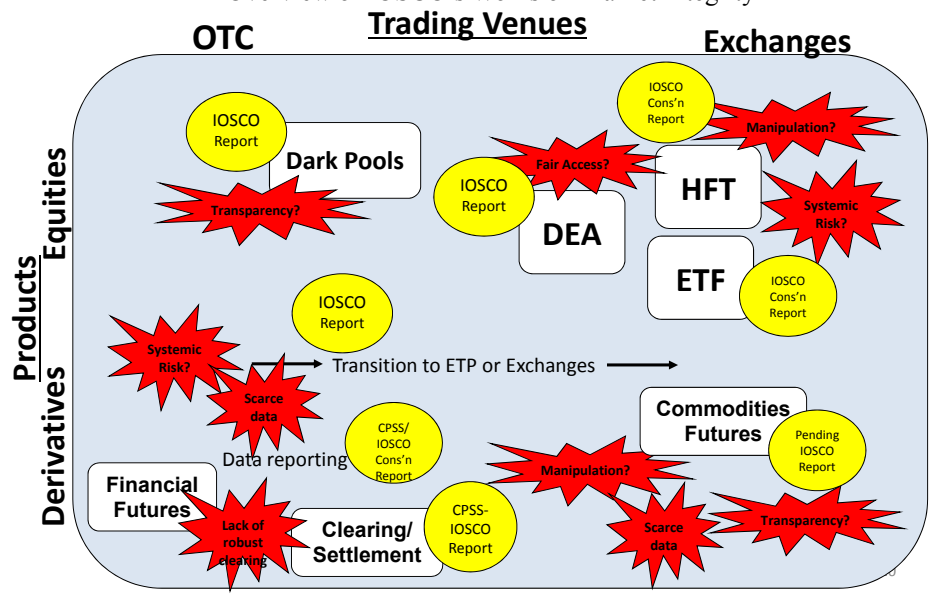 Trading Venues
OTC
Exchanges
Products
Equities
Derivatives
IOSCO
Report
Dark Pools
Transparency?
IOSCO
Report
Fair Access?
DEA
IOSCO
Cons'n
Report
Manipulation?
HFT
Systemic
Risk?
ETF
IOSCO
Cons'n
Report
IOSCO
Report
Systemic
Risk?
Transition to ETP or Exchanges
Scarce
data
CPSS/
IOSCO
Cons'n
Report
Data reporting
Commodities
Futures
Pending
IOSCO
Report
Manipulation?
Financial
Futures
Lack of
robust
clearing
Clearing/
Settlement
CPSS-
IOSCO
Report
Scarce
data
Transparency?